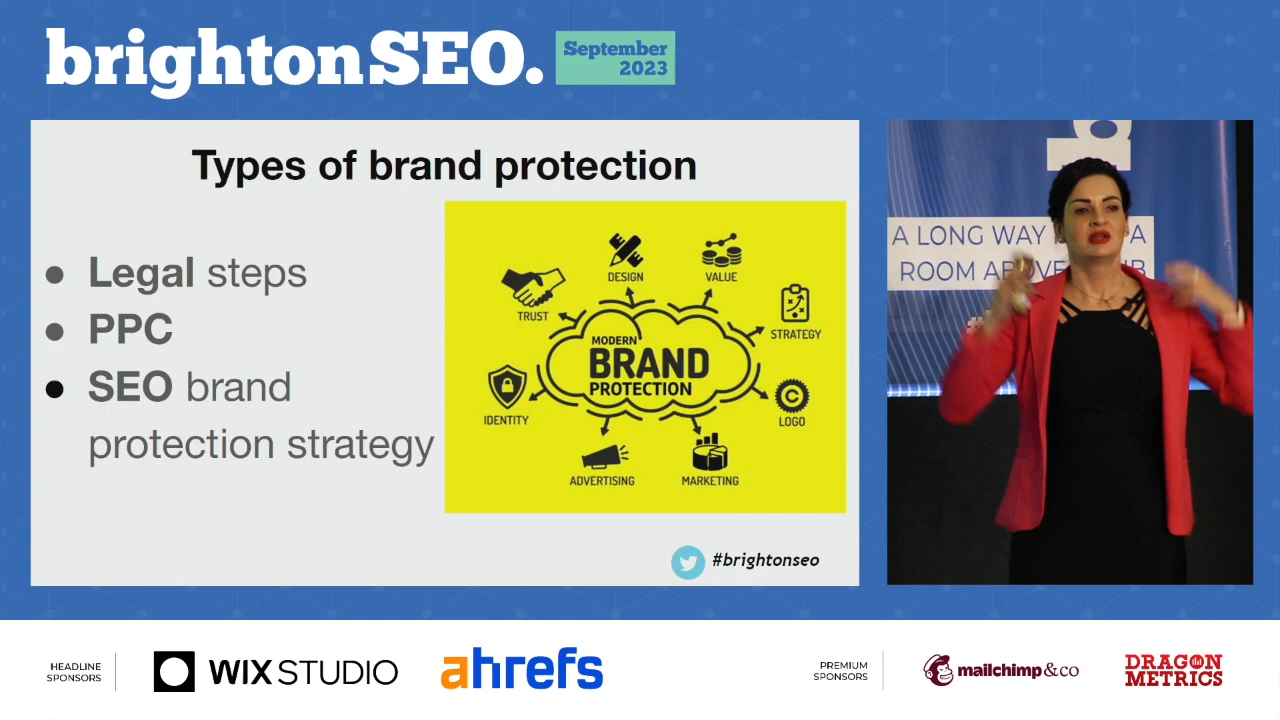 brightonSEO.
September
2023
Types of brand protection
● Legal steps
● PPC
● SEO brand
protection strategy
DESIGN
VALUE
TRUST
STRATEGY
MODERN
BRAND
PROTECTION
IDENTITY
LOGO
ADVERTISING
MARKETING
#brightonseo
A LONG WAY
A
ROOM ABOVE
HEADLINE
SPONSORS
WIX STUDIO
ahrefs
PREMIUM
SPONSORS
mailchimp&co
DRAGON
METRICS